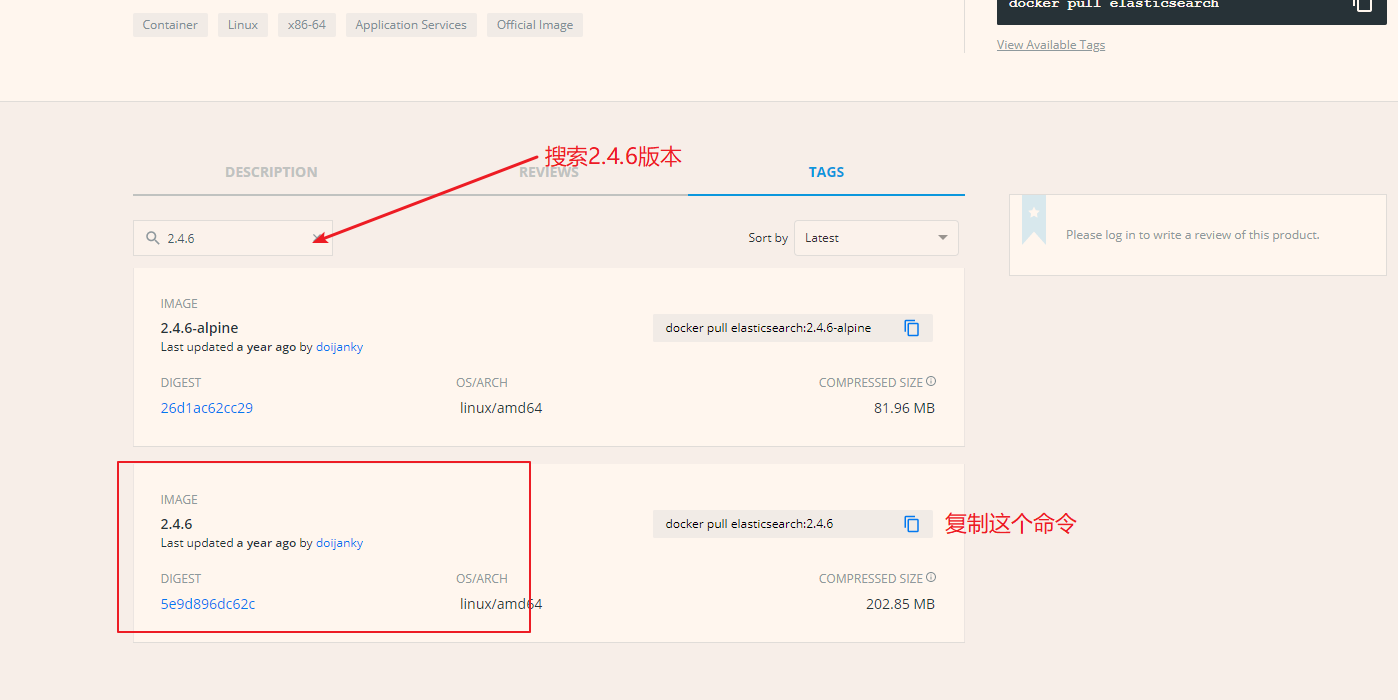 docker pull elasticsearch
Container Linux x86-64 Application Services Official Image
View Available Tags
搜索2.4.6版本
DESCRIPTION REVIEWS TAGS
2.4.6
Sort by Latest
Please log in to write a review of this product.
IMAGE
2.4.6-alpine
docker pull elasticsearch:2.4.6-alpine
Last updated a year ago by doijanky
DIGEST OS/ARCH COMPRESSED SIZE
26d1ac62cc29 linux/amd64 81.96 MB
IMAGE
2.4.6
docker pull elasticsearch:2.4.6
复制这个命令
Last updated a year ago by doijanky
DIGEST OS/ARCH COMPRESSED SIZE
5e9d896dc62c linux/amd64 202.85 MB